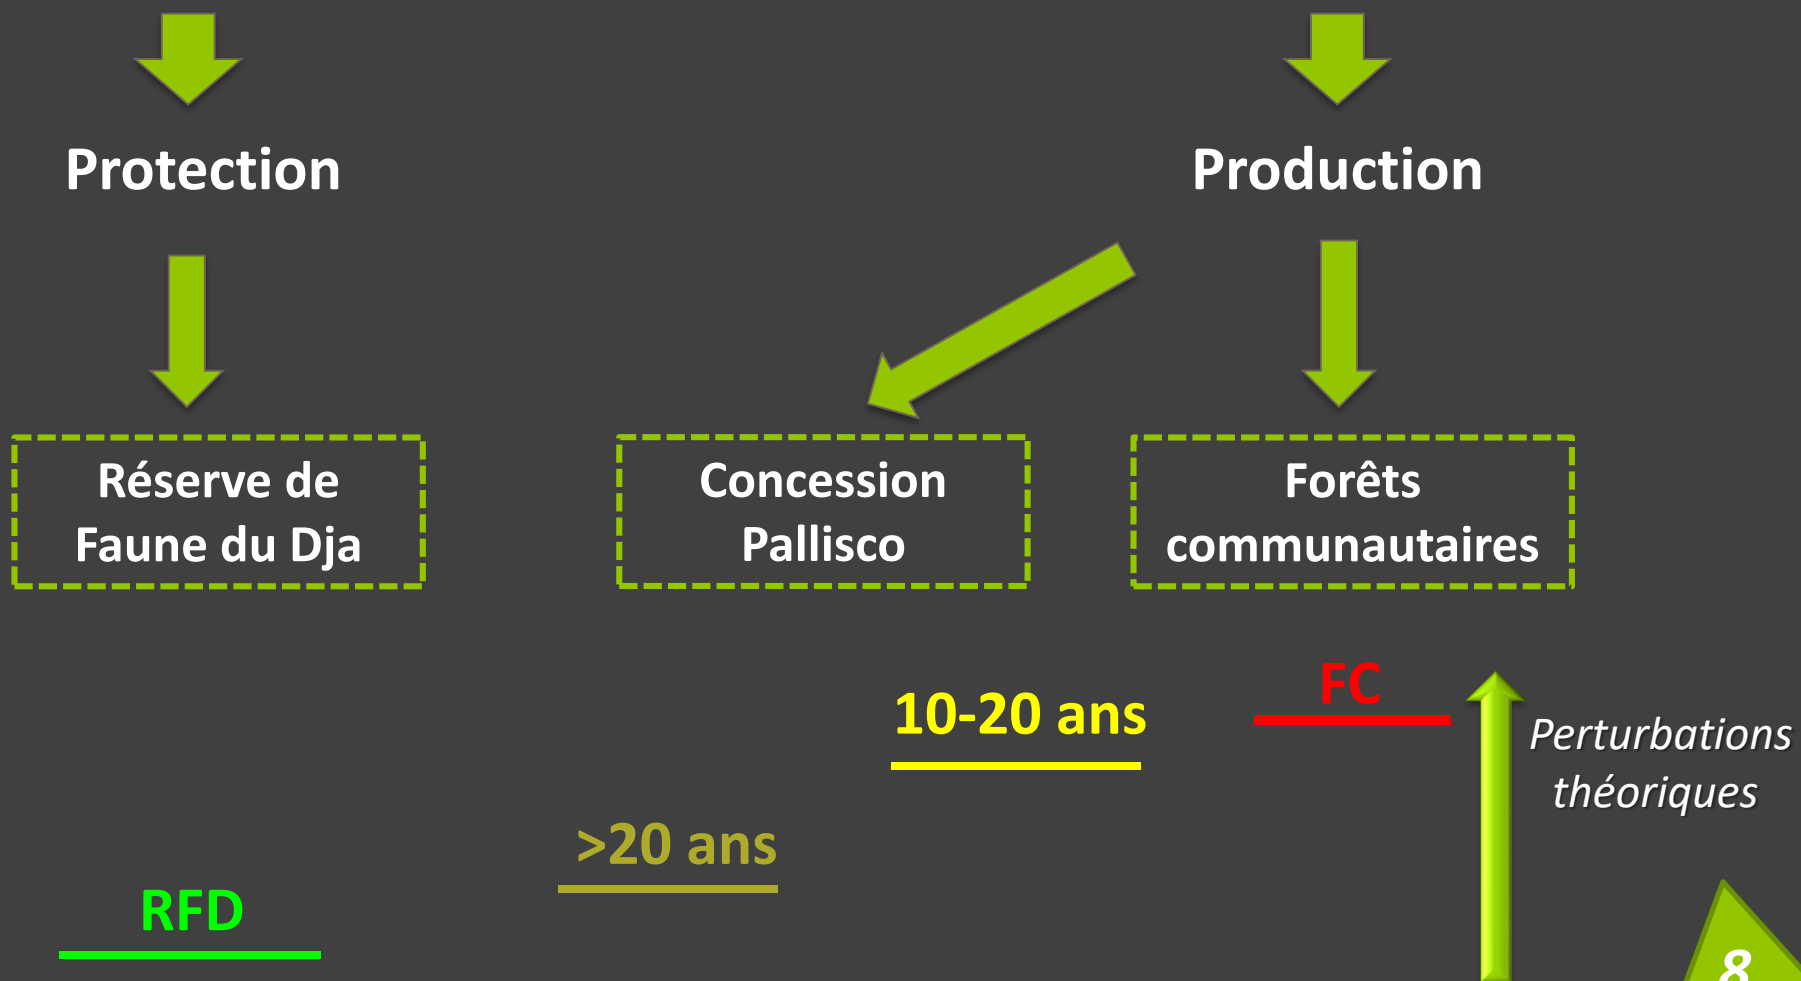 Protection
Production
Réserve de
Faune du Dja
Concession
Pallisco
Forêts
communautaires
FC
10-20 ans
Perturbations
théoriques
>20 ans
RFD
8